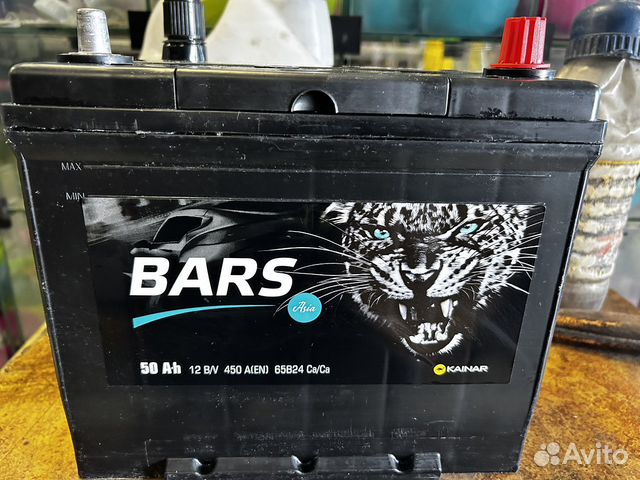 MAX
MIN
BARS
Asia
50 A·h 12 B/V 450 A(EN) 65B24 Ca/Ca
KAINAR
Avito